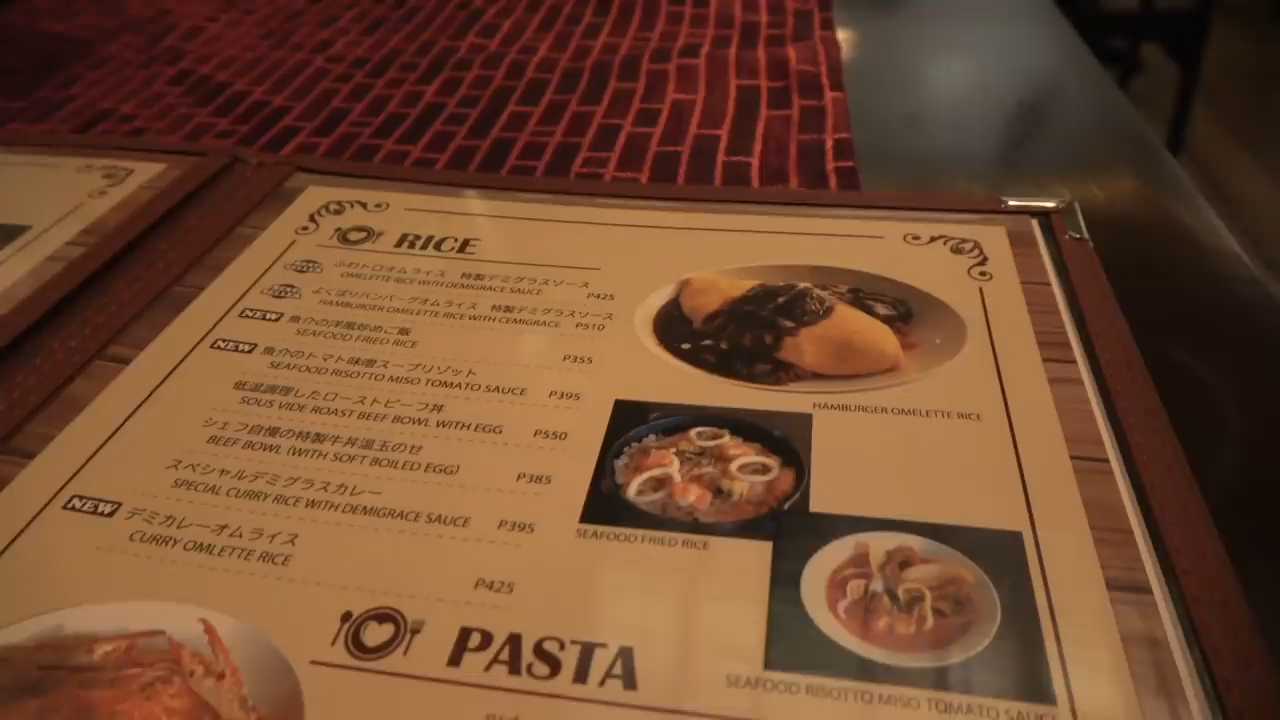 RICE
ふわトロオムライス 特製デミグラスソース
OMELETTE RICE WITH DEMIGRACE SAUCE P425
よくばりハンバーグオムライス 特製デミグラスソース
HAMBURGER OMELETTE RICE WITH CEMIGRACE P510
NEW 魚介の洋風炒めご飯
SEAFOOD FRIED RICE P355
NEW 魚介のトマト味噌スープリゾット
SEAFOOD RISOTTO MISO TOMATO SAUCE P395
低温調理したローストビーフ丼
SOUS VIDE ROAST BEEF BOWL WITH EGG P550
シェフ自慢の特製牛丼温玉のせ
BEEF BOWL (WITH SOFT BOILED EGG) P385
スペシャルデミグラスカレー
SPECIAL CURRY RICE WITH DEMIGRACE SAUCE P395
NEW デミカレーオムライス
CURRY OMLETTE RICE P425
HAMBURGER OMELETTE RICE
SEAFOOD FRIED RICE
SEAFOOD RISOTTO MISO TOMATO SAUCE
PASTA